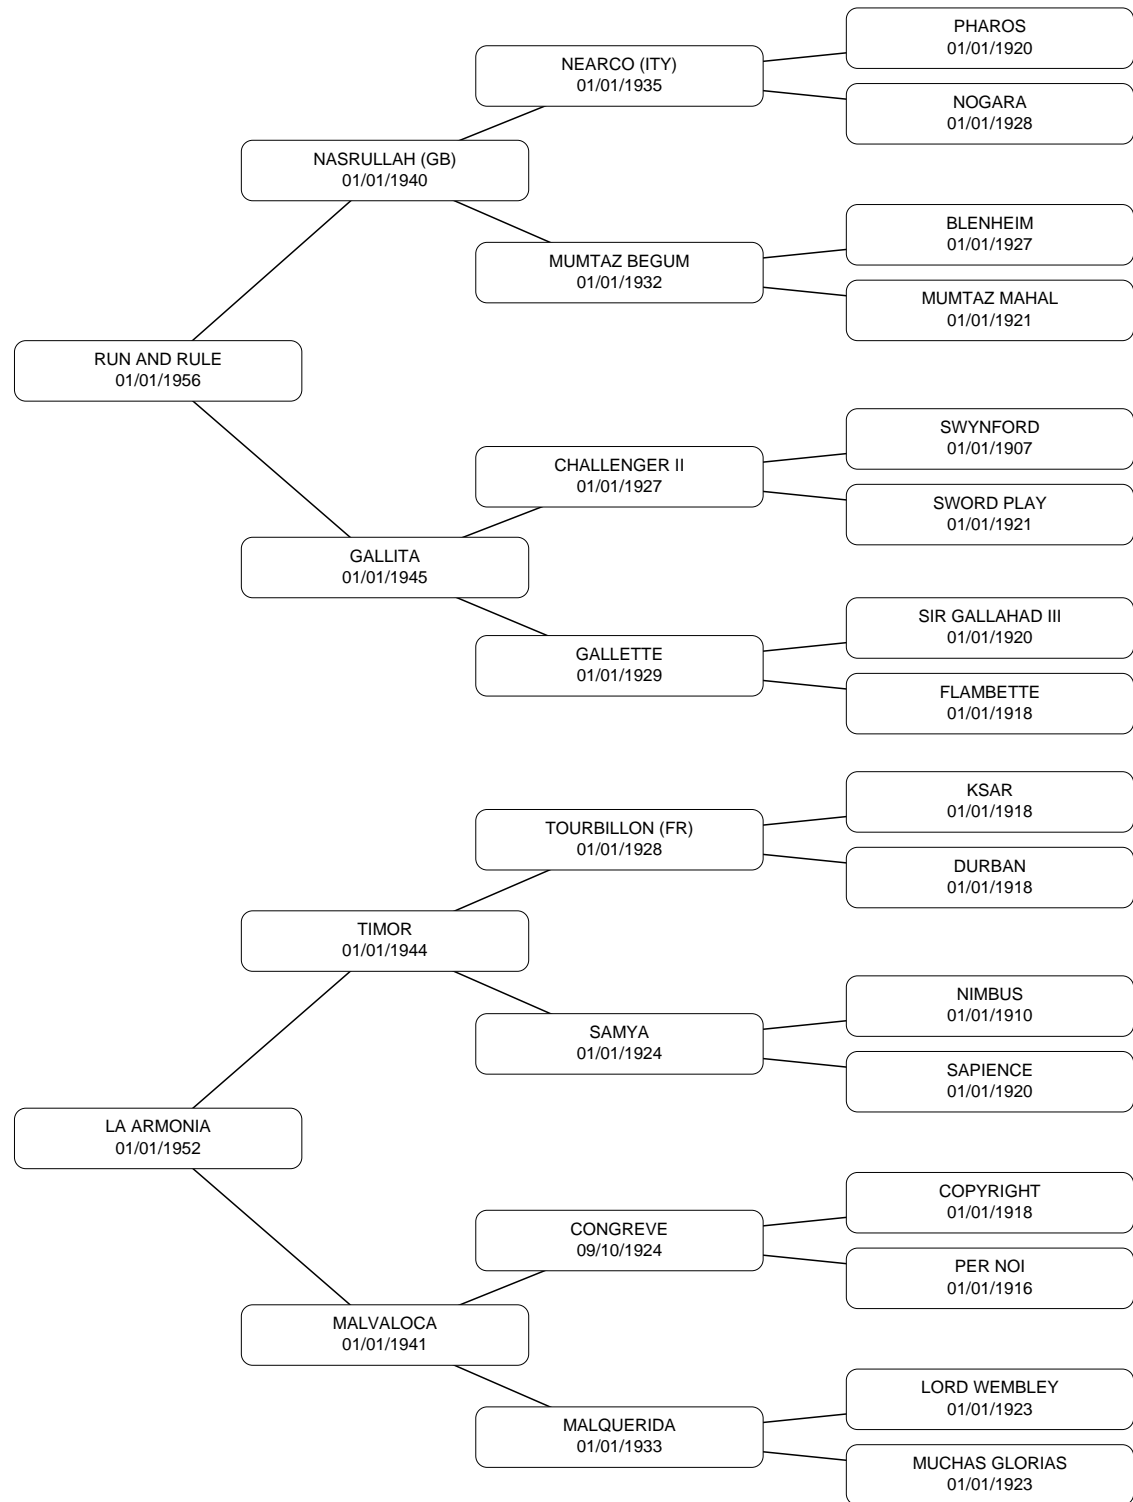 PHAROS
01/01/1920
NEARCO (ITY)
01/01/1935
NOGARA
01/01/1928
NASRULLAH (GB)
01/01/1940
BLENHEIM
01/01/1927
MUMTAZ BEGUM
01/01/1932
MUMTAZ MAHAL
01/01/1921
RUN AND RULE
01/01/1956
SWYNFORD
01/01/1907
CHALLENGER II
01/01/1927
SWORD PLAY
01/01/1921
GALLITA
01/01/1945
SIR GALLAHAD III
01/01/1920
GALLETTE
01/01/1929
FLAMBETTE
01/01/1918
KSAR
01/01/1918
TOURBILLON (FR)
01/01/1928
DURBAN
01/01/1918
TIMOR
01/01/1944
NIMBUS
01/01/1910
SAMYA
01/01/1924
SAPIENCE
01/01/1920
LA ARMONIA
01/01/1952
COPYRIGHT
01/01/1918
CONGREVE
09/10/1924
PER NOI
01/01/1916
MALVALOCA
01/01/1941
LORD WEMBLEY
01/01/1923
MALQUERIDA
01/01/1933
MUCHAS GLORIAS
01/01/1923